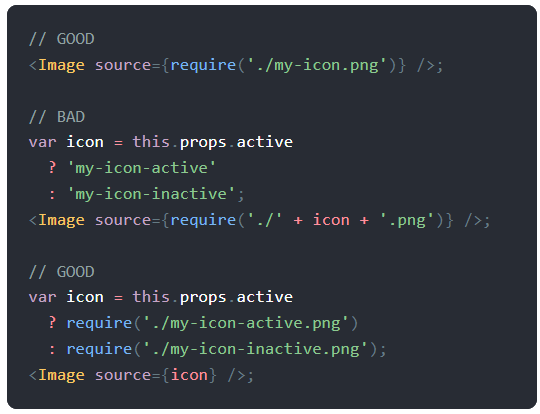 // GOOD
<Image source={require('./my-icon.png')} />;

// BAD
var icon = this.props.active
  ? 'my-icon-active'
  : 'my-icon-inactive';
<Image source={require('./' + icon + '.png')} />;

// GOOD
var icon = this.props.active
  ? require('./my-icon-active.png')
  : require('./my-icon-inactive.png');
<Image source={icon} />;